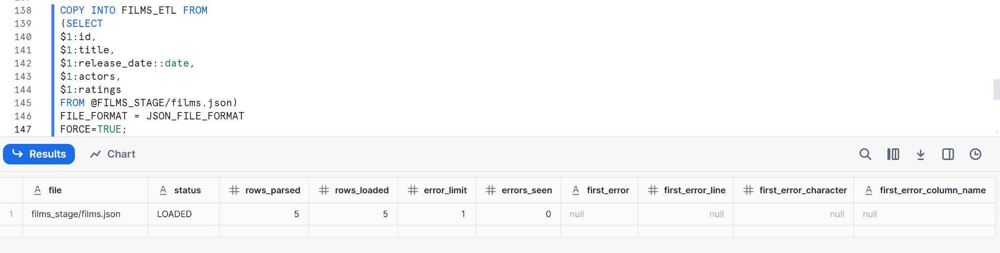 138 COPY INTO FILMS_ETL FROM
139 (SELECT
140 $1:id,
141 $1:title,
142 $1:release_date::date,
143 $1:actors,
144 $1:ratings
145 FROM @FILMS_STAGE/films.json)
146 FILE_FORMAT = JSON_FILE_FORMAT
147 FORCE=TRUE;
Results Chart
file status rows_parsed rows_loaded error_limit errors_seen first_error first_error_line first_error_character first_error_column_name
1 films_stage/films.json LOADED 5 5 1 0 null null null null